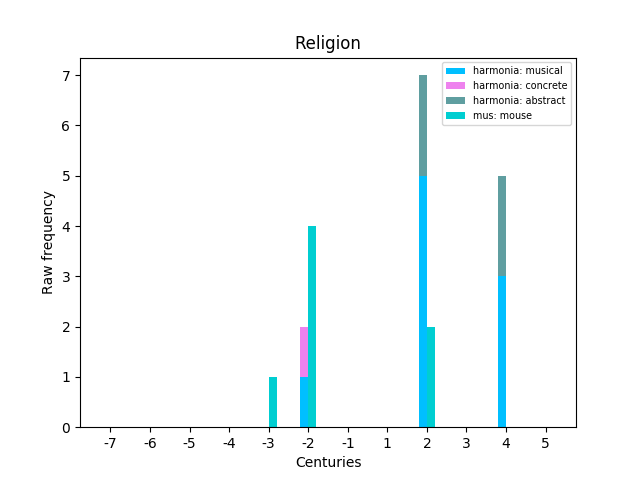 Religion
harmonia: musical
harmonia: concrete
harmonia: abstract
mus: mouse
Raw frequency
7
6
5
4
3
2
1
0
-7 -6 -5 -4 -3 -2 -1 1 2 3 4 5
Centuries